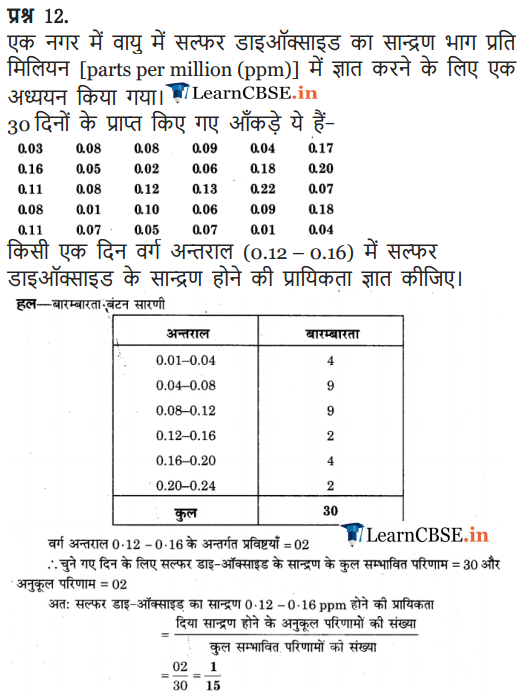 प्रश्न 12.
एक नगर में वायु में सल्फर डाइऑक्साइड का सान्द्रण भाग प्रति
मिलियन [parts per million (ppm)] में ज्ञात करने के लिए एक
अध्ययन किया गया। LearnCBSE.in
30 दिनों के प्राप्त किए गए आँकड़े ये हैं-
0.03 0.08 0.08 0.09 0.04 0.17
0.16 0.05 0.02 0.06 0.18 0.20
0.11 0.08 0.12 0.13 0.22 0.07
0.08 0.01 0.10 0.06 0.09 0.18
0.11 0.07 0.05 0.07 0.01 0.04
किसी एक दिन वर्ग अन्तराल (0.12 – 0.16) में सल्फर
डाइऑक्साइड के सान्द्रण होने की प्रायिकता ज्ञात कीजिए।
हल—बारम्बारता बंटन सारणी
अन्तराल बारम्बारता
0.01–0.04 4
0.04–0.08 9
0.08–0.12 9
0.12–0.16 2
0.16–0.20 4
0.20–0.24 2
कुल 30
LearnCBSE.in
वर्ग अन्तराल 0·12 – 0·16 के अन्तर्गत प्रविष्टियाँ = 02
∴ चुने गए दिन के लिए सल्फर डाइ-ऑक्साइड के सान्द्रण के कुल सम्भावित परिणाम = 30 और
अनुकूल परिणाम = 02
अतः सल्फर डाइ-ऑक्साइड का सान्द्रण 0·12 – 0·16 ppm होने की प्रायिकता
= दिया सान्द्रण होने के अनुकूल परिणामों की संख्या
कुल सम्भावित परिणामों की संख्या
= 02/30 = 1/15